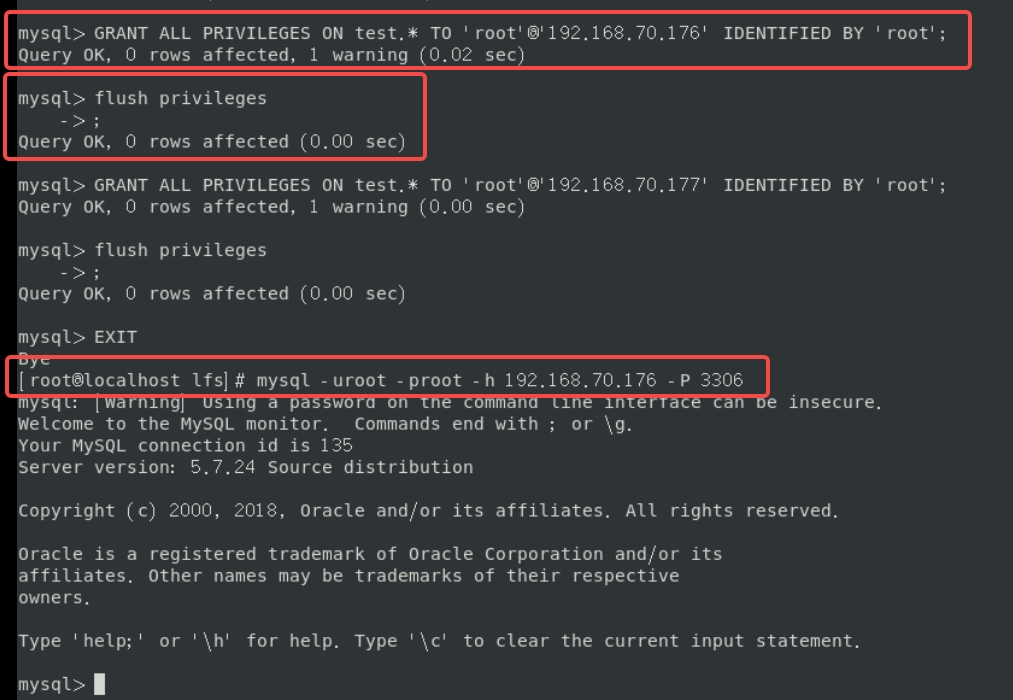 mysql> GRANT ALL PRIVILEGES ON test.* TO 'root'@'192.168.70.176' IDENTIFIED BY 'root';
Query OK, 0 rows affected, 1 warning (0.02 sec)
mysql> flush privileges
-> ;
Query OK, 0 rows affected (0.00 sec)
mysql> GRANT ALL PRIVILEGES ON test.* TO 'root'@'192.168.70.177' IDENTIFIED BY 'root';
Query OK, 0 rows affected, 1 warning (0.00 sec)
mysql> flush privileges
-> ;
Query OK, 0 rows affected (0.00 sec)
mysql> EXIT
Bye
[root@localhost lfs]# mysql -uroot -proot -h 192.168.70.176 -P 3306
mysql: [Warning] Using a password on the command line interface can be insecure.
Welcome to the MySQL monitor.  Commands end with ; or \g.
Your MySQL connection id is 135
Server version: 5.7.24 Source distribution
Copyright (c) 2000, 2018, Oracle and/or its affiliates. All rights reserved.
Oracle is a registered trademark of Oracle Corporation and/or its
affiliates. Other names may be trademarks of their respective
owners.
Type 'help;' or '\h' for help. Type '\c' to clear the current input statement.
mysql>